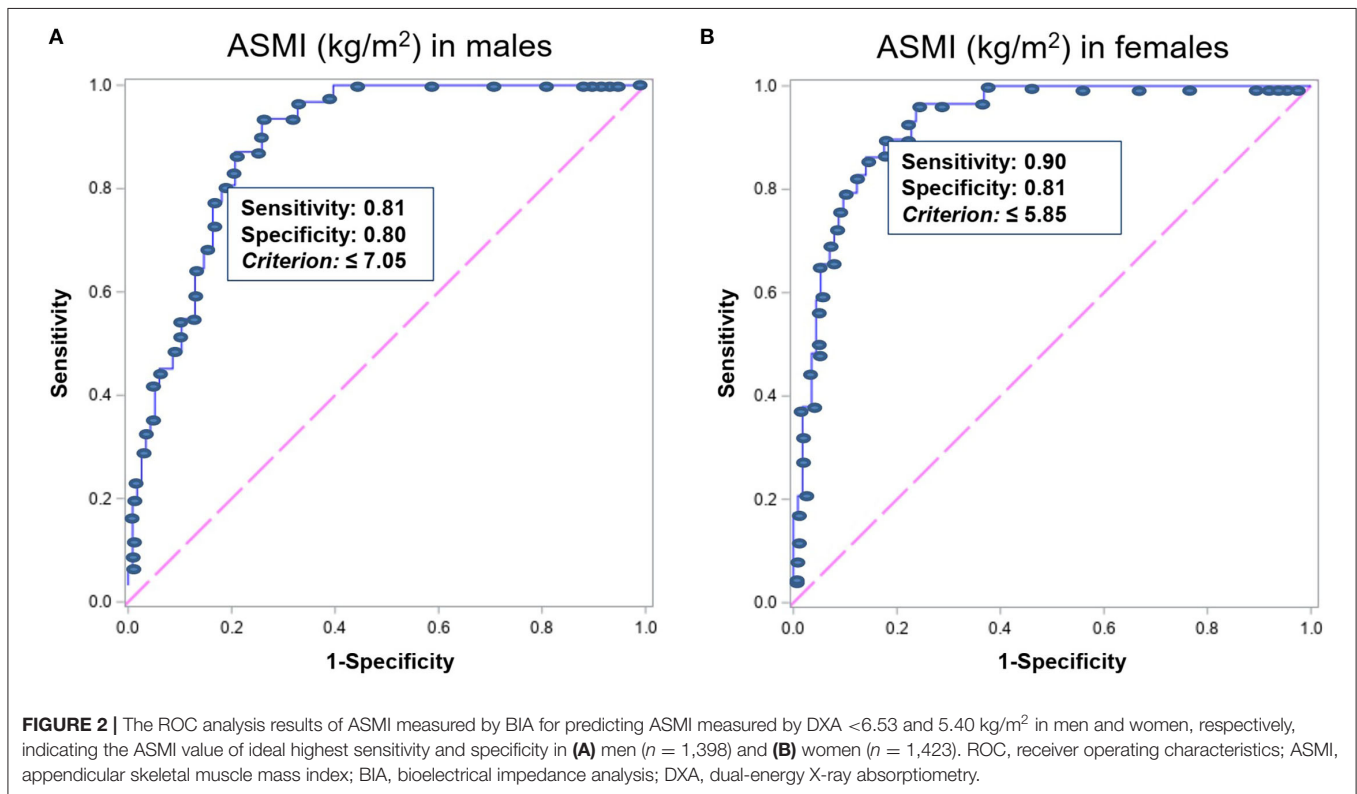 A
ASMI (kg/m²) in males
1.0
0.8
0.6
0.4
0.2
0.0
Sensitivity
Sensitivity: 0.81
Specificity: 0.80
Criterion: ≤ 7.05
0.0 0.2 0.4 0.6 0.8 1.0
1-Specificity
B
ASMI (kg/m²) in females
1.0
0.8
0.6
0.4
0.2
0.0
Sensitivity
Sensitivity: 0.90
Specificity: 0.81
Criterion: ≤ 5.85
0.0 0.2 0.4 0.6 0.8 1.0
1-Specificity
FIGURE 2 | The ROC analysis results of ASMI measured by BIA for predicting ASMI measured by DXA <6.53 and 5.40 kg/m² in men and women, respectively,
indicating the ASMI value of ideal highest sensitivity and specificity in (A) men (n = 1,398) and (B) women (n = 1,423). ROC, receiver operating characteristics; ASMI,
appendicular skeletal muscle mass index; BIA, bioelectrical impedance analysis; DXA, dual-energy X-ray absorptiometry.